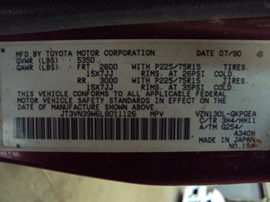 MFD. BY TOYOTA MOTOR CORPORATION DATE 07/90
GVWR (LBS) : 5350
GAWR (LBS) : FRT 2600 WITH P225/75R15 TIRES,
15X7JJ RIMS, AT 26PSI COLD
RR 3000 WITH P225/75R15 TIRES,
15X7JJ RIMS, AT 35PSI COLD
THIS VEHICLE CONFORMS TO ALL APPLICABLE
FEDERAL MOTOR VEHICLE SAFETY
STANDARDS IN EFFECT ON THE
DATE OF MANUFACTURE SHOWN ABOVE.
JT3VN39W6L8011126 MPV
VZN130L-GKPGEA
C/TR 3H4/HH11
A/TM G254/
A340H
MADE IN JAPAN